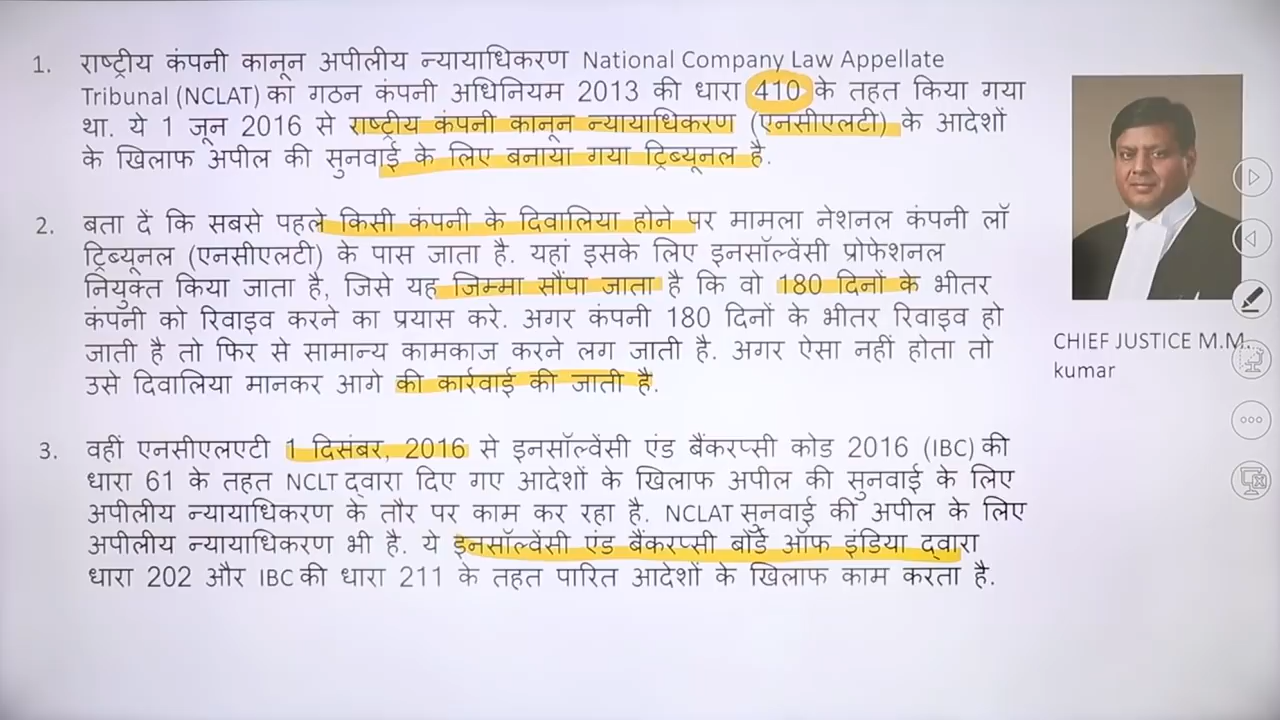 1. राष्ट्रीय कंपनी कानून अपीलीय न्यायाधिकरण National Company Law Appellate
Tribunal (NCLAT) का गठन कंपनी अधिनियम 2013 की धारा 410 के तहत किया गया
था. ये 1 जून 2016 से राष्ट्रीय कंपनी कानून न्यायाधिकरण (एनसीएलटी) के आदेशों
के खिलाफ अपील की सुनवाई के लिए बनाया गया ट्रिब्यूनल है.
2. बता दें कि सबसे पहले किसी कंपनी के दिवालिया होने पर मामला नेशनल कंपनी लॉ
ट्रिब्यूनल (एनसीएलटी) के पास जाता है. यहां इसके लिए इनसॉल्वेंसी प्रोफेशनल
नियुक्त किया जाता है, जिसे यह जिम्मा सौंपा जाता है कि वो 180 दिनों के भीतर
कंपनी को रिवाइव करने का प्रयास करे. अगर कंपनी 180 दिनों के भीतर रिवाइव हो
जाती है तो फिर से सामान्य कामकाज करने लग जाती है. अगर ऐसा नहीं होता तो
उसे दिवालिया मानकर आगे की कार्रवाई की जाती है.
3. वहीं एनसीएलएटी 1 दिसंबर, 2016 से इनसॉल्वेंसी एंड बैंकरप्सी कोड 2016 (IBC) की
धारा 61 के तहत NCLT द्वारा दिए गए आदेशों के खिलाफ अपील की सुनवाई के लिए
अपीलीय न्यायाधिकरण के तौर पर काम कर रहा है. NCLAT सुनवाई की अपील के लिए
अपीलीय न्यायाधिकरण भी है. ये इनसॉल्वेंसी एंड बैंकरप्सी बोर्ड ऑफ इंडिया द्वारा
धारा 202 और IBC की धारा 211 के तहत पारित आदेशों के खिलाफ काम करता है.
CHIEF JUSTICE M.M.
kumar